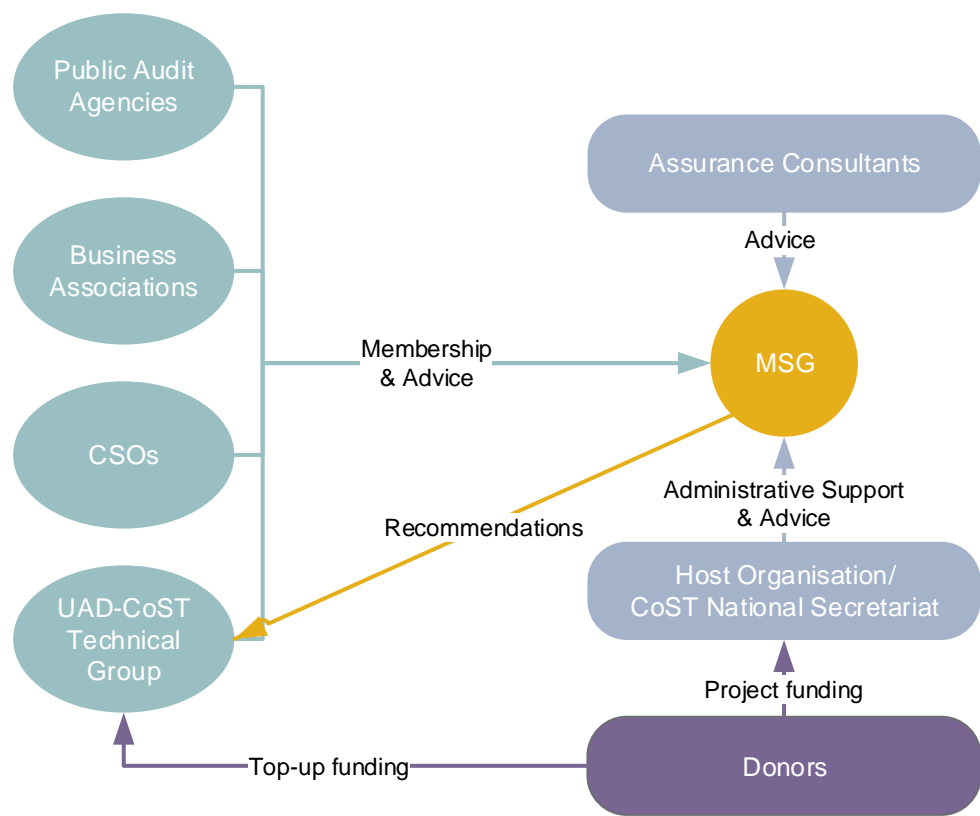 Public Audit
Agencies
Business
Associations
CSOs
UAD-CoST
Technical
Group
Membership
& Advice
Recommendations
Top-up funding
Assurance Consultants
Advice
MSG
Administrative Support
& Advice
Host Organisation/
CoST National Secretariat
Project funding
Donors